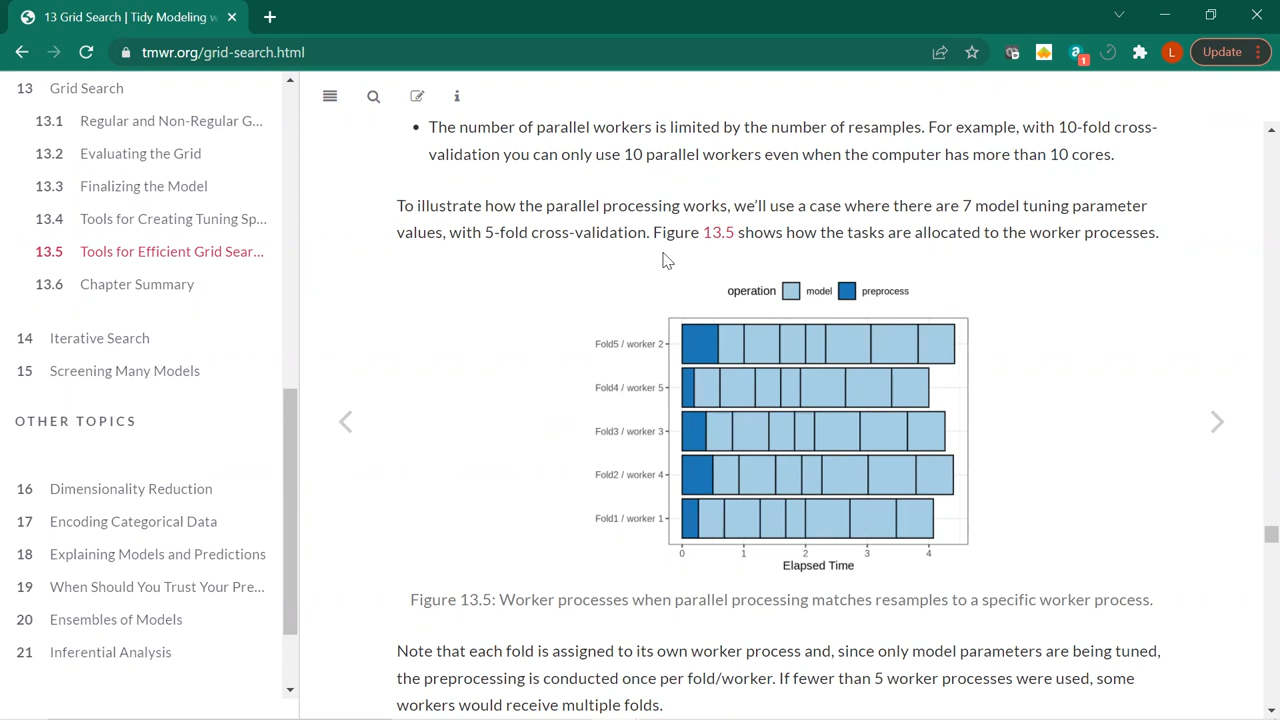 13 Grid Search | Tidy Modeling w
tmwr.org/grid-search.html
1
L
Update
13 Grid Search
13.1 Regular and Non-Regular G...
13.2 Evaluating the Grid
13.3 Finalizing the Model
13.4 Tools for Creating Tuning Sp...
13.5 Tools for Efficient Grid Sear...
13.6 Chapter Summary
14 Iterative Search
15 Screening Many Models
OTHER TOPICS
16 Dimensionality Reduction
17 Encoding Categorical Data
18 Explaining Models and Predictions
19 When Should You Trust Your Pre...
20 Ensembles of Models
21 Inferential Analysis
• The number of parallel workers is limited by the number of resamples. For example, with 10-fold cross-
validation you can only use 10 parallel workers even when the computer has more than 10 cores.
To illustrate how the parallel processing works, we’ll use a case where there are 7 model tuning parameter
values, with 5-fold cross-validation. Figure 13.5 shows how the tasks are allocated to the worker processes.
operation model preprocess
Fold5 / worker 2
Fold4 / worker 5
Fold3 / worker 3
Fold2 / worker 4
Fold1 / worker 1
0 1 2 3 4
Elapsed Time
Figure 13.5: Worker processes when parallel processing matches resamples to a specific worker process.
Note that each fold is assigned to its own worker process and, since only model parameters are being tuned,
the preprocessing is conducted once per fold/worker. If fewer than 5 worker processes were used, some
workers would receive multiple folds.